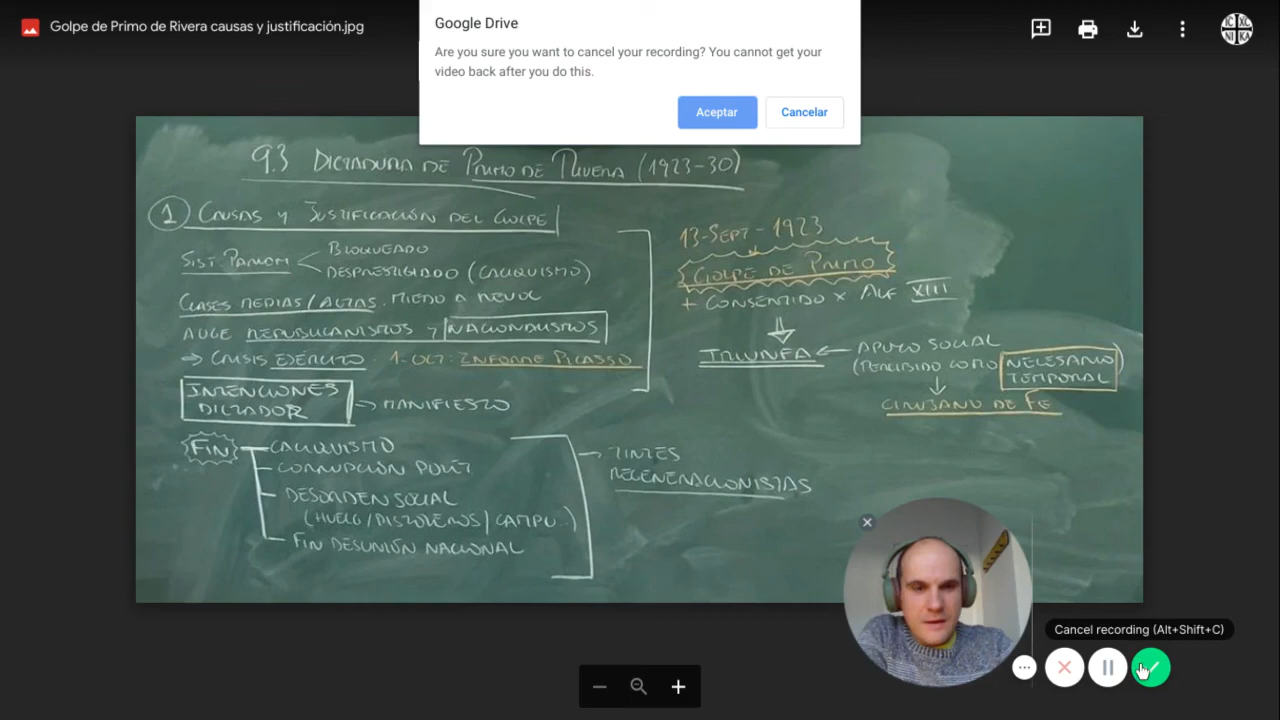 Golpe de Primo de Rivera causas y justificación.jpg
Google Drive
Are you sure you want to cancel your recording? You cannot get your
video back after you do this.
Aceptar
Cancelar
9.3 DICTADURA DE PRIMO DE RIVERA (1923-30)
1 CAUSAS Y JUSTIFICACIÓN DEL GOLPE
SIST. PARLAM
BLOQUEADO
DESPRESTIGIADO (CACIQUISMO)
CLASES MEDIAS/ALTAS. MIEDO A REVOL
AUGE REPUBLICANISMOS Y NACIONALISMOS
→ CRISIS EJÉRCITO. 1-OCT: INFORME PICASSO
INTENCIONES
DICTADOR
→ MANIFIESTO
FIN
CACIQUISMO
CORRUPCIÓN POLÍT
DESORDEN SOCIAL
(HUELG/PISTOLEROS/CAMPO..)
FIN DESUNIÓN NACIONAL
→ TINTES
REGENERACIONISTAS
13-SEPT-1923
GOLPE DE PRIMO
+ CONSENTIDO X ALF XIII
TRIUNFA ← APOYO SOCIAL
(PERCIBIDO COMO NECESARIO
TEMPORAL)
CIRUJANO DE FE
Cancel recording (Alt+Shift+C)